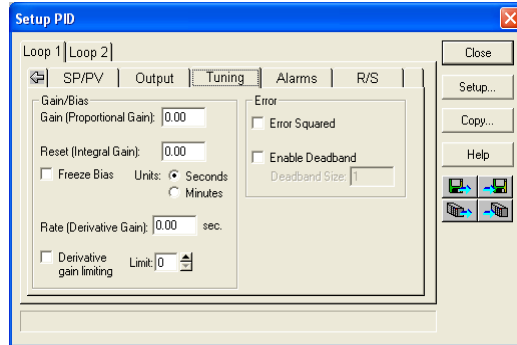 Setup PID
Loop 1 Loop 2
Close
SP/PV Output Tuning Alarms R/S
Setup...
Gain/Bias
Error
Gain (Proportional Gain): 0.00
Error Squared
Copy...
Reset (Integral Gain): 0.00
Enable Deadband
Help
Freeze Bias Units: Seconds
Deadband Size: 1
Minutes
Rate (Derivative Gain): 0.00 sec.
Derivative
gain limiting Limit: 0